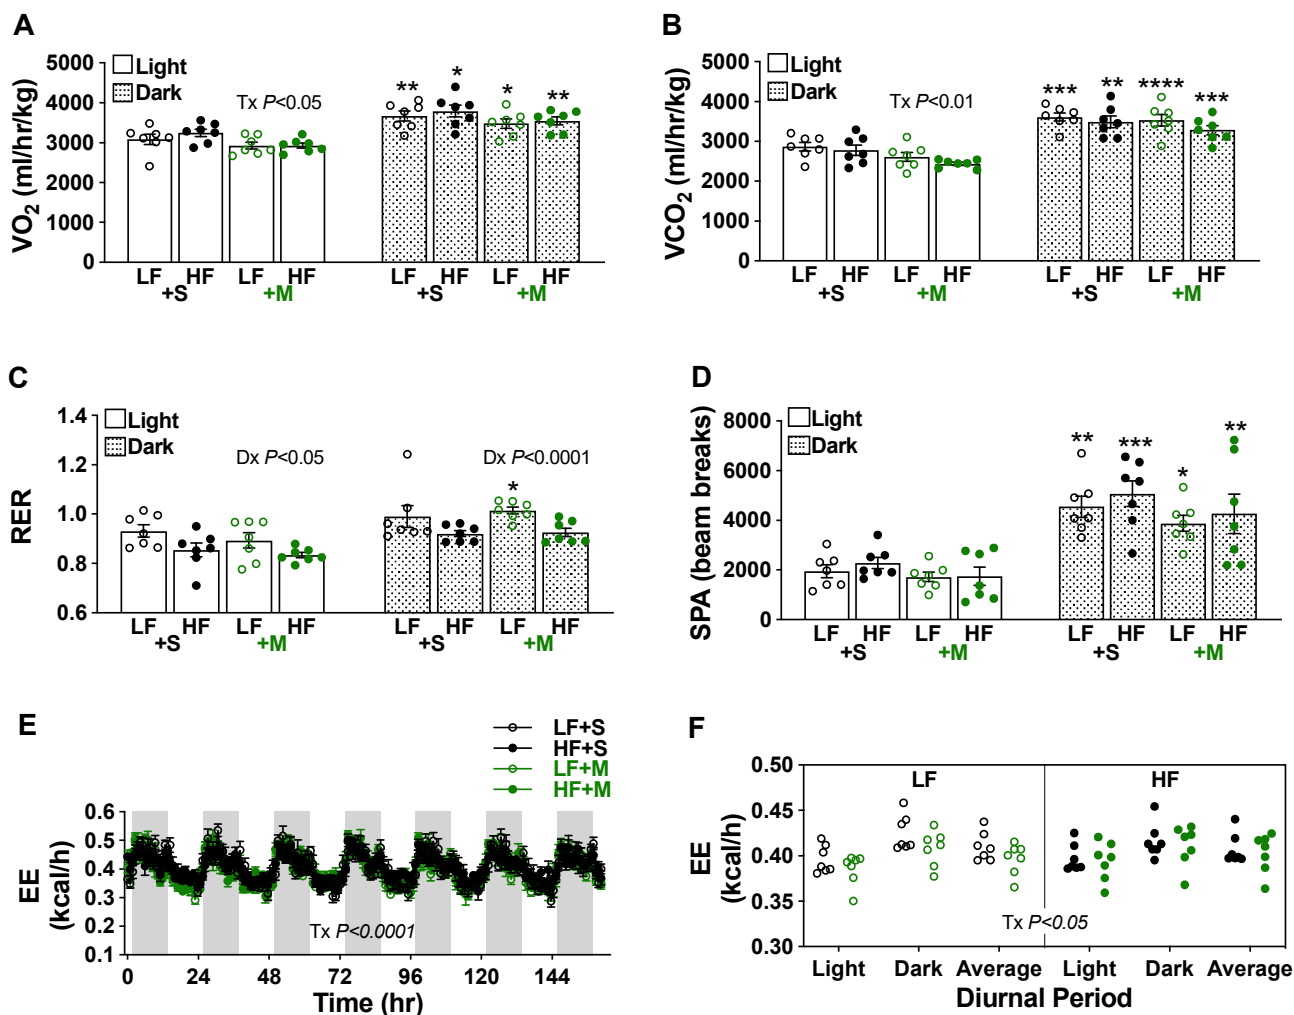 A
VO2 (ml/hr/kg)
5000
4000
3000
2000
1000
0
Light
Dark
Tx P<0.05
** * * **
LF HF LF HF LF HF LF HF
+S +M +S +M
B
VCO2 (ml/hr/kg)
5000
4000
3000
2000
1000
0
Light
Dark
Tx P<0.01
*** ** **** ***
LF HF LF HF LF HF LF HF
+S +M +S +M
C
RER
1.4
1.2
1.0
0.8
0.6
Light
Dark
Dx P<0.05 Dx P<0.0001
*
LF HF LF HF LF HF LF HF
+S +M +S +M
D
SPA (beam breaks)
8000
6000
4000
2000
0
Light
Dark
** *** * **
LF HF LF HF LF HF LF HF
+S +M +S +M
E
LF+S
HF+S
LF+M
HF+M
EE
(kcal/h)
0.6
0.5
0.4
0.3
0.2
0.1
Tx P<0.0001
0 24 48 72 96 120 144
Time (hr)
F
EE
(kcal/h)
0.50
0.45
0.40
0.35
0.30
LF HF
Tx P<0.05
Light Dark Average Light Dark Average
Diurnal Period